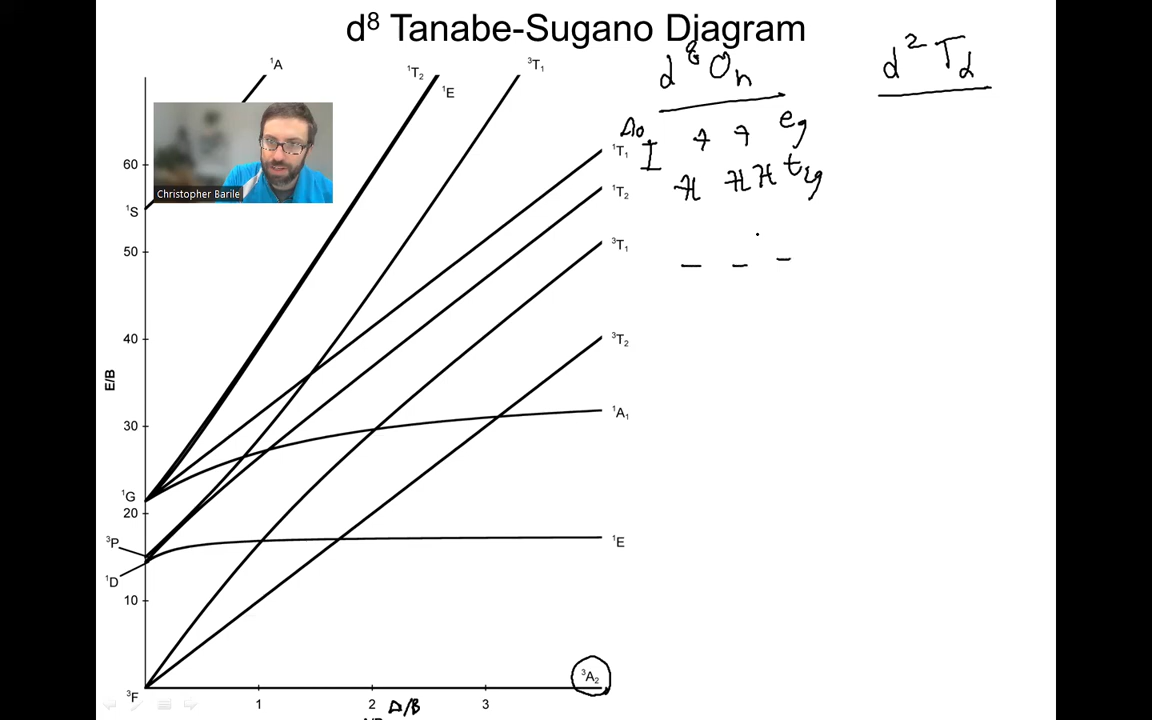 d⁸ Tanabe-Sugano Diagram
¹A
¹T₂
¹E
³T₁
d⁸ Oh
d² Td
Δo
eg
t2g
¹T₁
¹T₂
³T₁
³T₂
¹A₁
¹E
³A₂
60
¹S
50
40
E/B
30
¹G
20
³P
¹D
10
³F
1
2
Δ/B
3
Christopher Barile